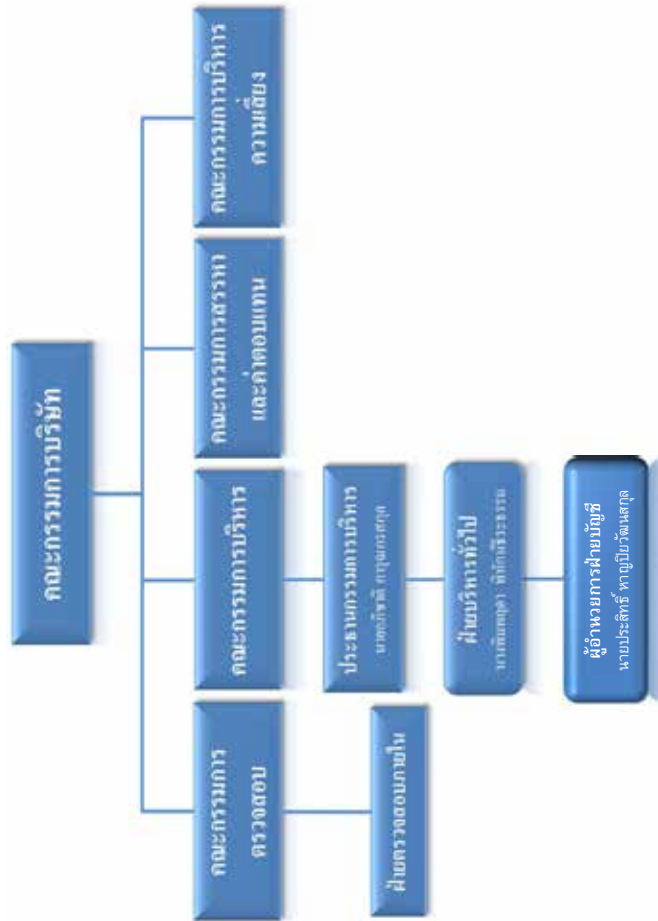 คณะกรรมการบริษัท
คณะกรรมการ
ตรวจสอบ
คณะกรรมการบริหาร
คณะกรรมการสรรหา
และค่าตอบแทน
คณะกรรมการบริหาร
ความเสี่ยง
ฝ่ายตรวจสอบภายใน
ประธานกรรมการบริหาร
ฝ่ายบริหารทั่วไป
ผู้อำนวยการฝ่ายบัญชี
นายประสิทธิ์ หาญปิยวัฒนสกุล